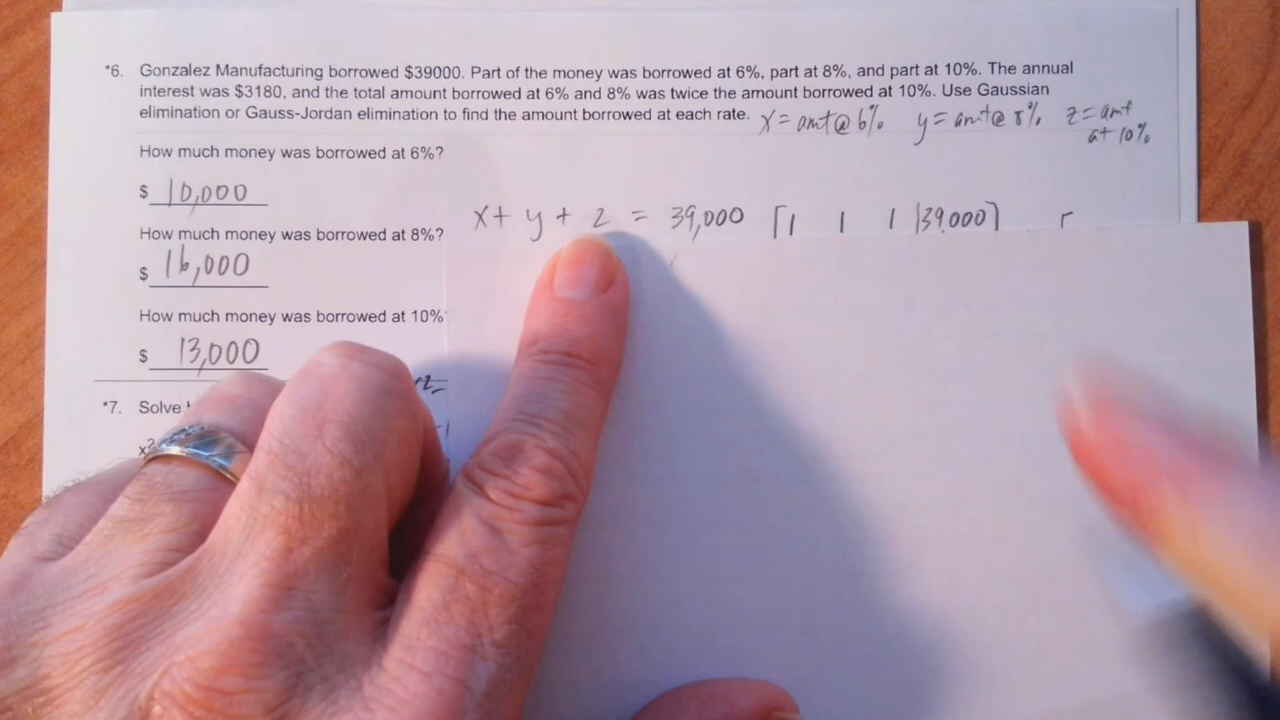 *6. Gonzalez Manufacturing borrowed $39000. Part of the money was borrowed at 6%, part at 8%, and part at 10%. The annual
interest was $3180, and the total amount borrowed at 6% and 8% was twice the amount borrowed at 10%. Use Gaussian
elimination or Gauss-Jordan elimination to find the amount borrowed at each rate. x = amt @ 6% y = amt @ 8% z = amt
at 10%
How much money was borrowed at 6%?
$ 10,000
x + y + z = 39,000 [1 1 1 | 39,000]
How much money was borrowed at 8%?
$ 16,000
How much money was borrowed at 10%
$ 13,000
*7. Solve
x²